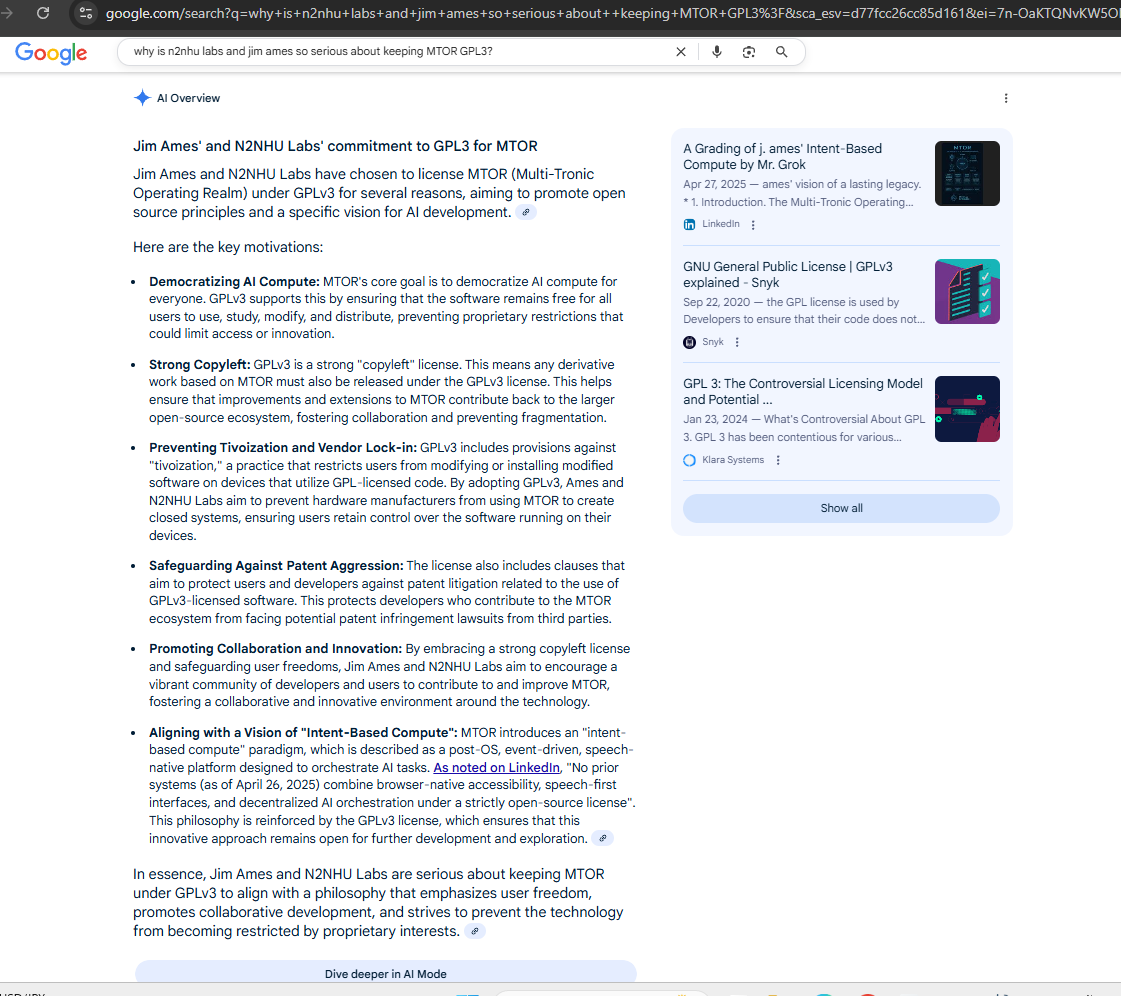 google.com/search?q=why+is+n2nhu+labs+and+jim+ames+so+serious+about++keeping+MTOR+GPL3%3F&sca_esv=d77fcc26cc85d161&ei=7n-OaKTQNvKW5OI
Google
why is n2nhu labs and jim ames so serious about keeping MTOR GPL3?
AI Overview
Jim Ames' and N2NHU Labs' commitment to GPL3 for MTOR
Jim Ames and N2NHU Labs have chosen to license MTOR (Multi-Tronic
Operating Realm) under GPLv3 for several reasons, aiming to promote open
source principles and a specific vision for AI development.
Here are the key motivations:
• Democratizing AI Compute: MTOR's core goal is to democratize AI compute for
everyone. GPLv3 supports this by ensuring that the software remains free for all
users to use, study, modify, and distribute, preventing proprietary restrictions that
could limit access or innovation.
• Strong Copyleft: GPLv3 is a strong "copyleft" license. This means any derivative
work based on MTOR must also be released under the GPLv3 license. This helps
ensure that improvements and extensions to MTOR contribute back to the larger
open-source ecosystem, fostering collaboration and preventing fragmentation.
• Preventing Tivoization and Vendor Lock-in: GPLv3 includes provisions against
"tivoization," a practice that restricts users from modifying or installing modified
software on devices that utilize GPL-licensed code. By adopting GPLv3, Ames and
N2NHU Labs aim to prevent hardware manufacturers from using MTOR to create
closed systems, ensuring users retain control over the software running on their
devices.
• Safeguarding Against Patent Aggression: The license also includes clauses that
aim to protect users and developers against patent litigation related to the use of
GPLv3-licensed software. This protects developers who contribute to the MTOR
ecosystem from facing potential patent infringement lawsuits from third parties.
• Promoting Collaboration and Innovation: By embracing a strong copyleft license
and safeguarding user freedoms, Jim Ames and N2NHU Labs aim to encourage a
vibrant community of developers and users to contribute to and improve MTOR,
fostering a collaborative and innovative environment around the technology.
• Aligning with a Vision of "Intent-Based Compute": MTOR introduces an "intent-
based compute" paradigm, which is described as a post-OS, event-driven, speech-
native platform designed to orchestrate AI tasks. As noted on LinkedIn, "No prior
systems (as of April 26, 2025) combine browser-native accessibility, speech-first
interfaces, and decentralized AI orchestration under a strictly open-source license".
This philosophy is reinforced by the GPLv3 license, which ensures that this
innovative approach remains open for further development and exploration.
In essence, Jim Ames and N2NHU Labs are serious about keeping MTOR
under GPLv3 to align with a philosophy that emphasizes user freedom,
promotes collaborative development, and strives to prevent the technology
from becoming restricted by proprietary interests.
Dive deeper in AI Mode
A Grading of j. ames' Intent-Based
Compute by Mr. Grok
Apr 27, 2025 — ames' vision of a lasting legacy.
* 1. Introduction. The Multi-Tronic Operating...
LinkedIn
MTOR
GNU General Public License | GPLv3
explained - Snyk
Sep 22, 2020 — the GPL license is used by
Developers to ensure that their code does not...
Snyk
GPL 3: The Controversial Licensing Model
and Potential ...
Jan 23, 2024 — What's Controversial About GPL
3. GPL 3 has been contentious for various...
Klara Systems
Show all